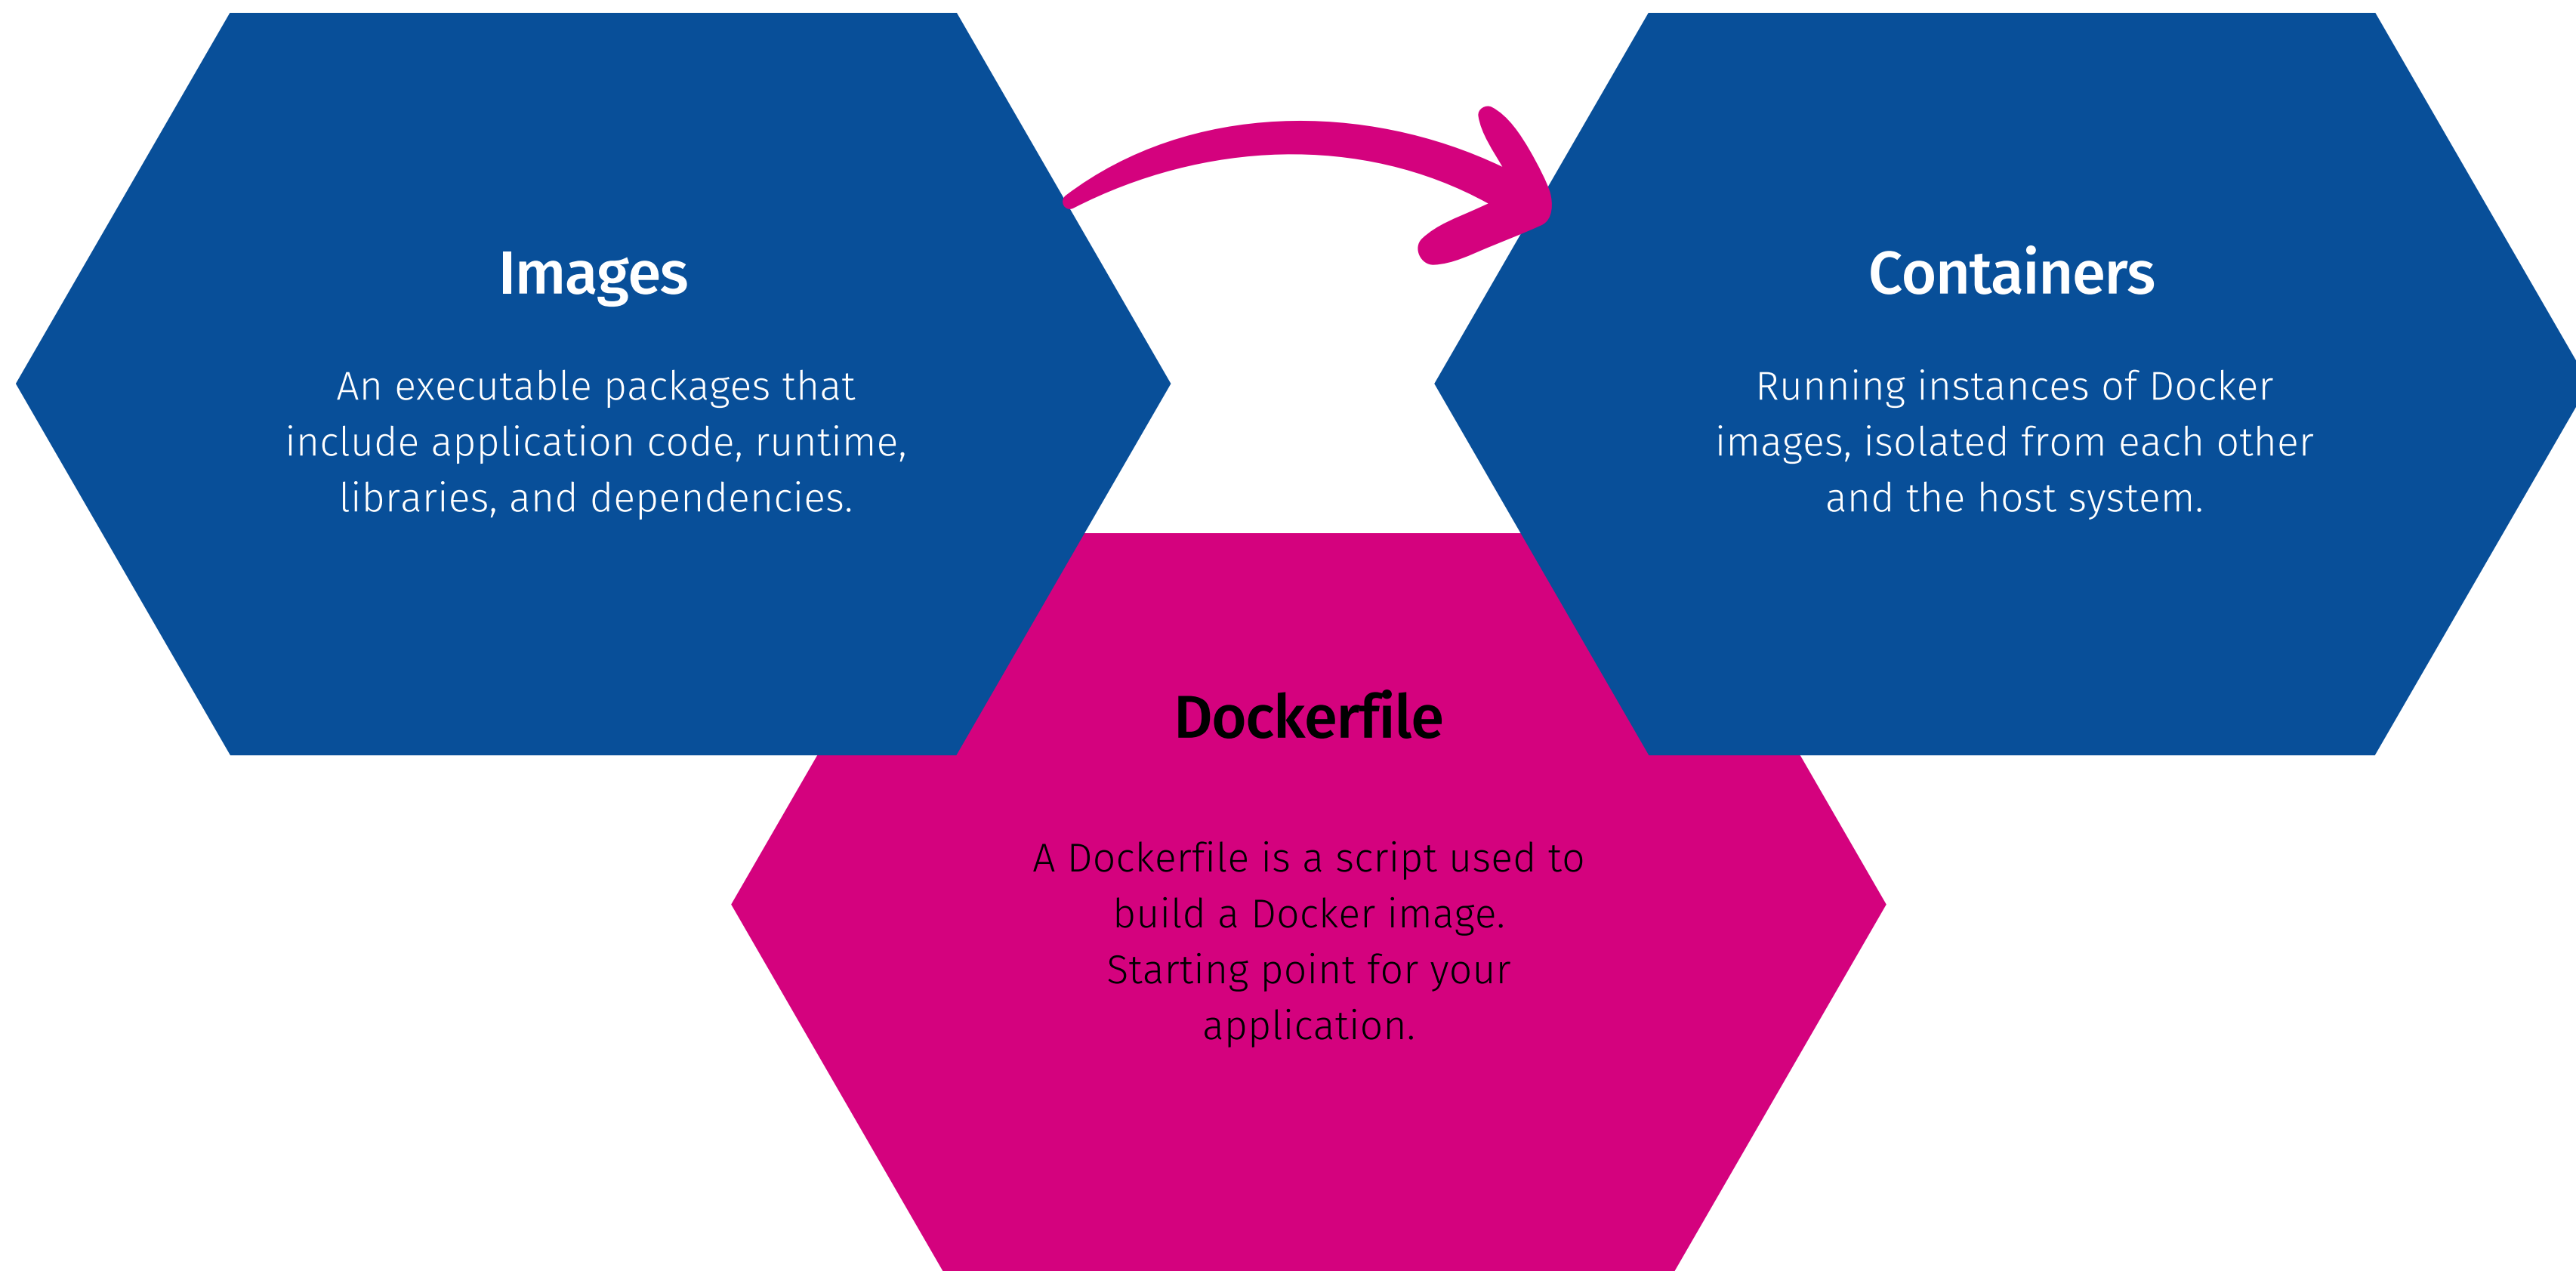 Images
An executable packages that
include application code, runtime,
libraries, and dependencies.
Containers
Running instances of Docker
images, isolated from each other
and the host system.
Dockerfile
A Dockerfile is a script used to
build a Docker image.
Starting point for your
application.